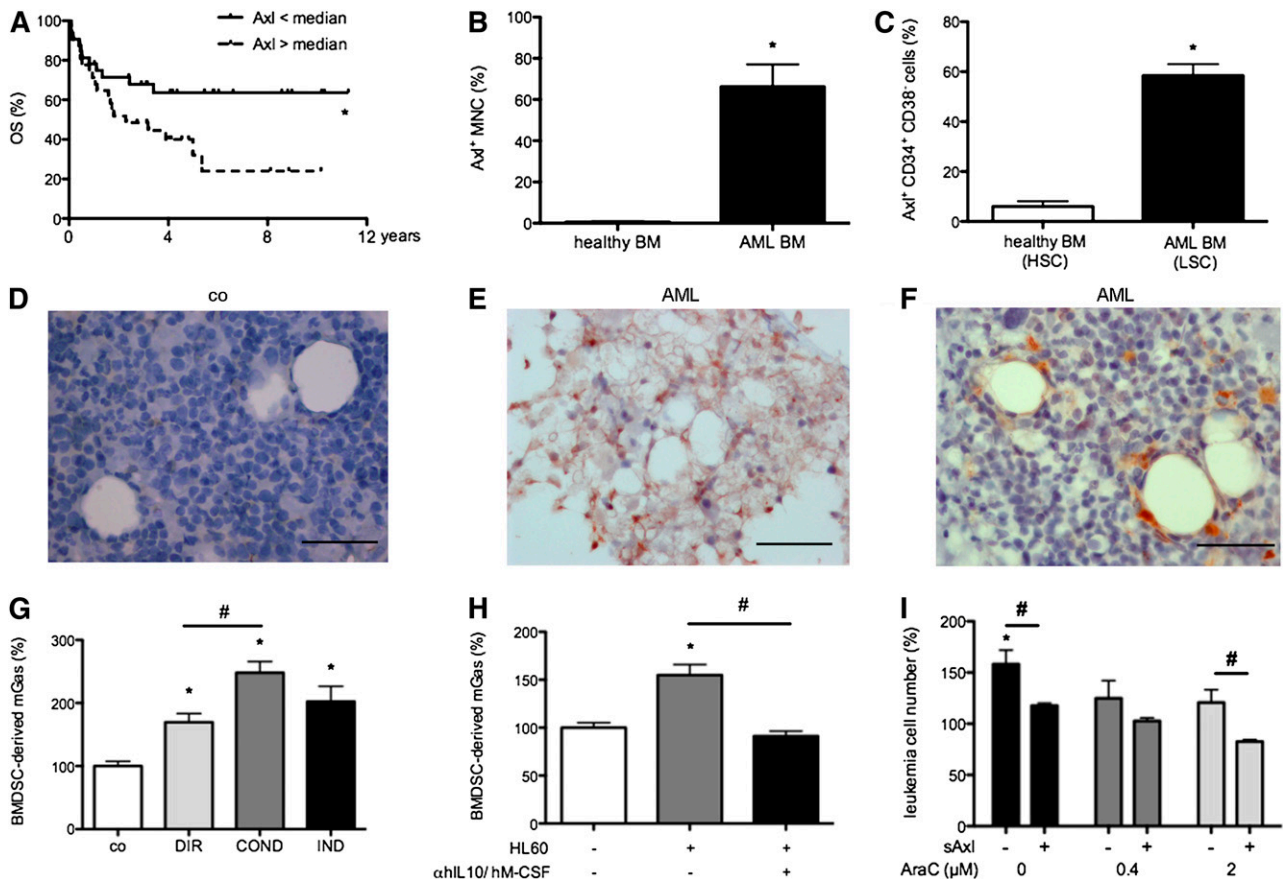 A
Axl < median
Axl > median
OS (%)
100
80
60
40
20
0
*
0
4
8
12 years
B
Axl⁺ MNC (%)
100
80
60
40
20
0
*
healthy BM
AML BM
C
Axl⁺ CD34⁺ CD38⁻ cells (%)
80
60
40
20
0
*
healthy BM
(HSC)
AML BM
(LSC)
D
co
E
AML
F
AML
G
BMDSC-derived mGas (%)
300
200
100
0
#
*
*
*
co
DIR
COND
IND
H
BMDSC-derived mGas (%)
200
150
100
50
0
#
*
HL60 - + +
αhIL10/ hM-CSF - - +
I
leukemia cell number (%)
200
150
100
50
0
#
*
#
sAxl - + - + - +
AraC (µM) 0 0.4 2